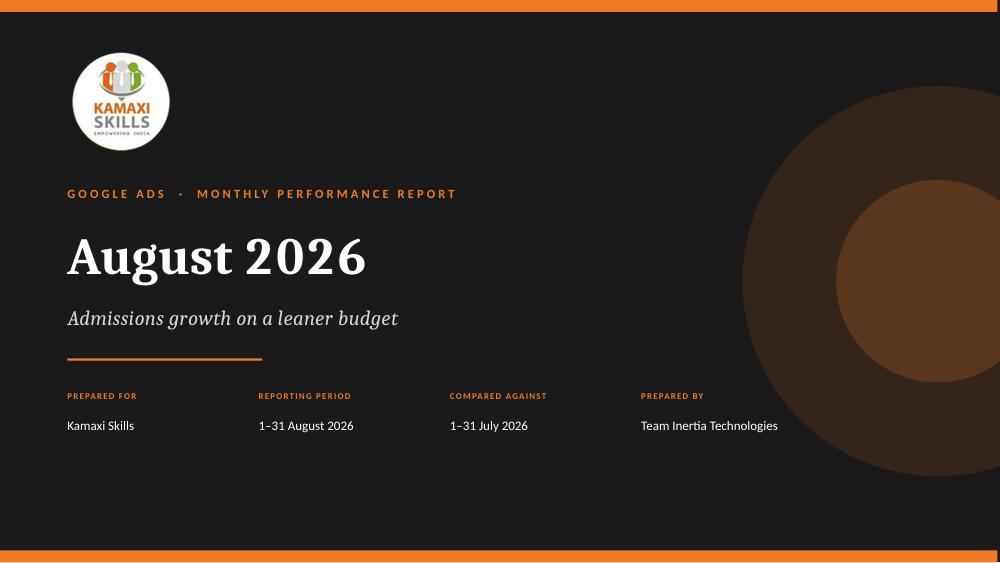 KAMAXI
SKILLS
EMPOWERING INDIA
GOOGLE ADS · MONTHLY PERFORMANCE REPORT
August 2026
Admissions growth on a leaner budget
PREPARED FOR
Kamaxi Skills
REPORTING PERIOD
1–31 August 2026
COMPARED AGAINST
1–31 July 2026
PREPARED BY
Team Inertia Technologies